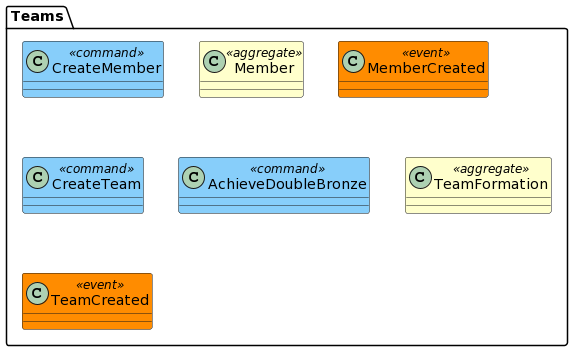 Teams
C «command» CreateMember
C «aggregate» Member
C «event» MemberCreated
C «command» CreateTeam
C «command» AchieveDoubleBronze
C «aggregate» TeamFormation
C «event» TeamCreated